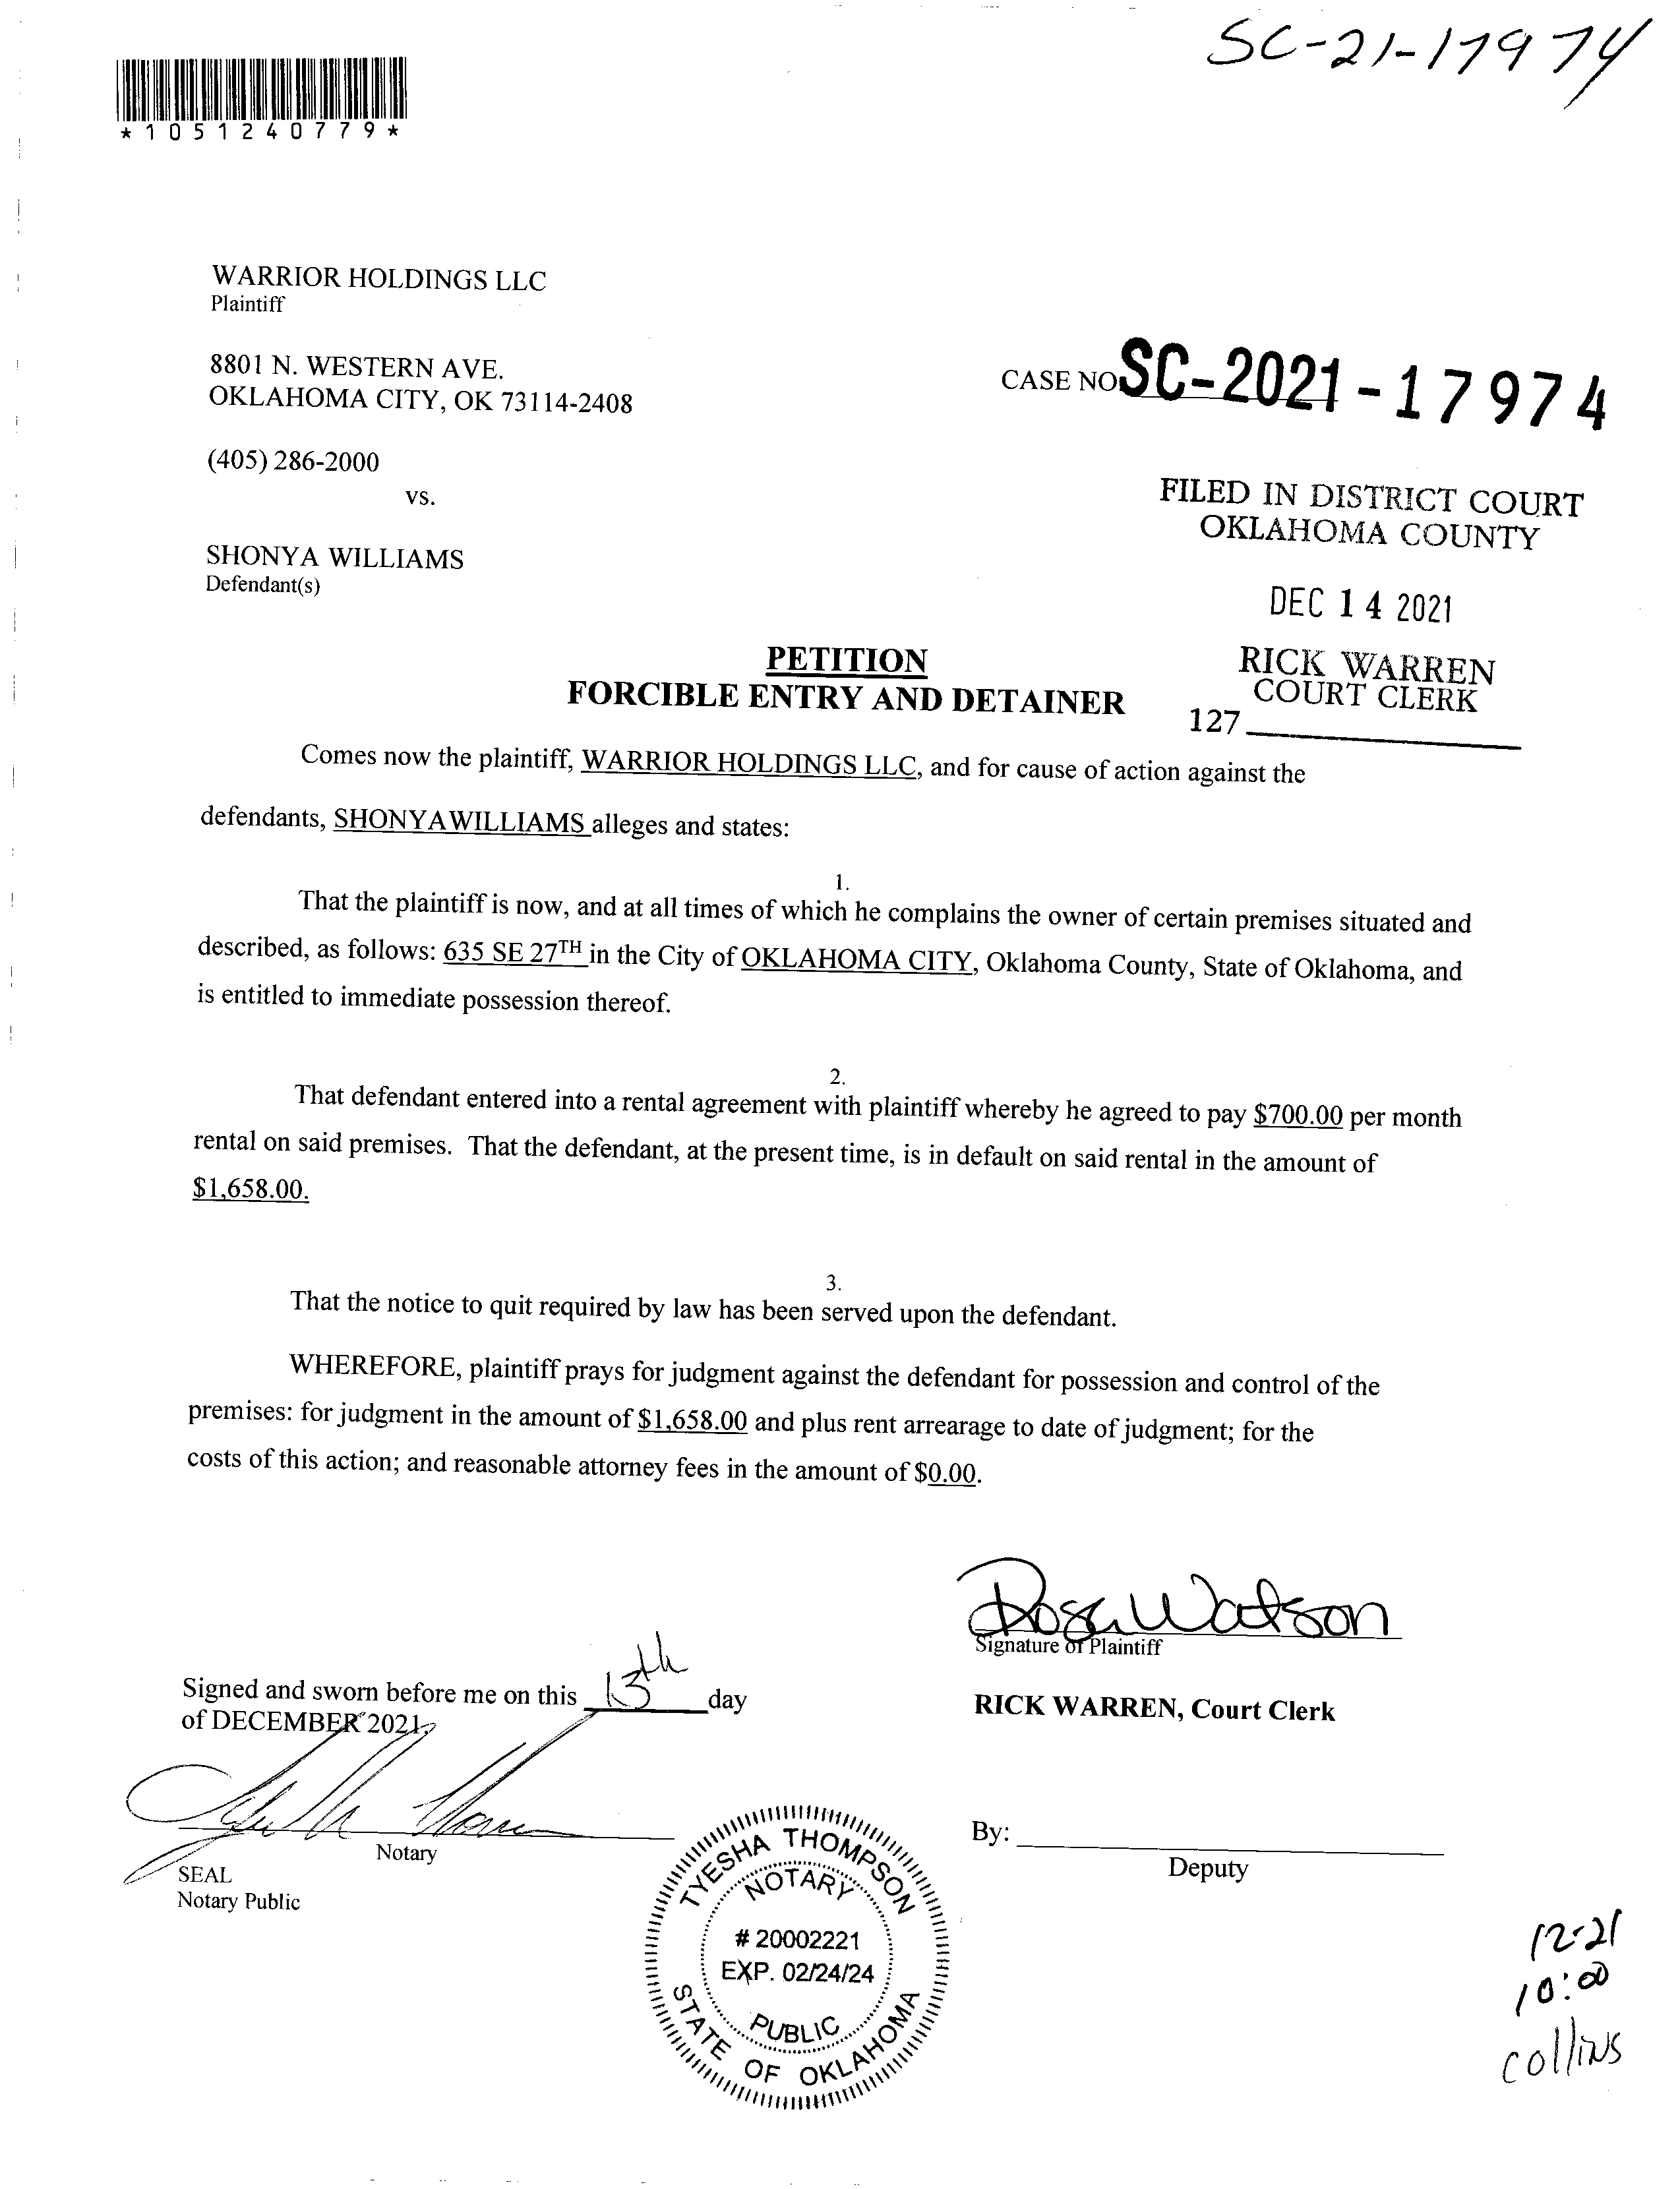 SC-21-17974
*1051240779*
WARRIOR HOLDINGS LLC
Plaintiff
8801 N. WESTERN AVE.
OKLAHOMA CITY, OK 73114-2408
CASE NO SC-2021-17974
(405) 286-2000
vs.
FILED IN DISTRICT COURT
OKLAHOMA COUNTY
SHONYA WILLIAMS
Defendant(s)
DEC 14 2021
PETITION
FORCIBLE ENTRY AND DETAINER
RICK WARREN
COURT CLERK
127
Comes now the plaintiff, WARRIOR HOLDINGS LLC, and for cause of action against the
defendants, SHONYA WILLIAMS alleges and states:
1.
That the plaintiff is now, and at all times of which he complains the owner of certain premises situated and
described, as follows: 635 SE 27TH in the City of OKLAHOMA CITY, Oklahoma County, State of Oklahoma, and
is entitled to immediate possession thereof.
2.
That defendant entered into a rental agreement with plaintiff whereby he agreed to pay $700.00 per month
rental on said premises. That the defendant, at the present time, is in default on said rental in the amount of
$1,658.00.
3.
That the notice to quit required by law has been served upon the defendant.
WHEREFORE, plaintiff prays for judgment against the defendant for possession and control of the
premises: for judgment in the amount of $1,658.00 and plus rent arrearage to date of judgment; for the
costs of this action; and reasonable attorney fees in the amount of $0.00.
Rosa Watson
Signature of Plaintiff
Signed and sworn before me on this 13th day
of DECEMBER 2021,
RICK WARREN, Court Clerk
Notary
SEAL
Notary Public
TYESHA THOMPSON
NOTARY
# 20002221
EXP. 02/24/24
PUBLIC
STATE OF OKLAHOMA
By:
Deputy
12-21
10:00
collins